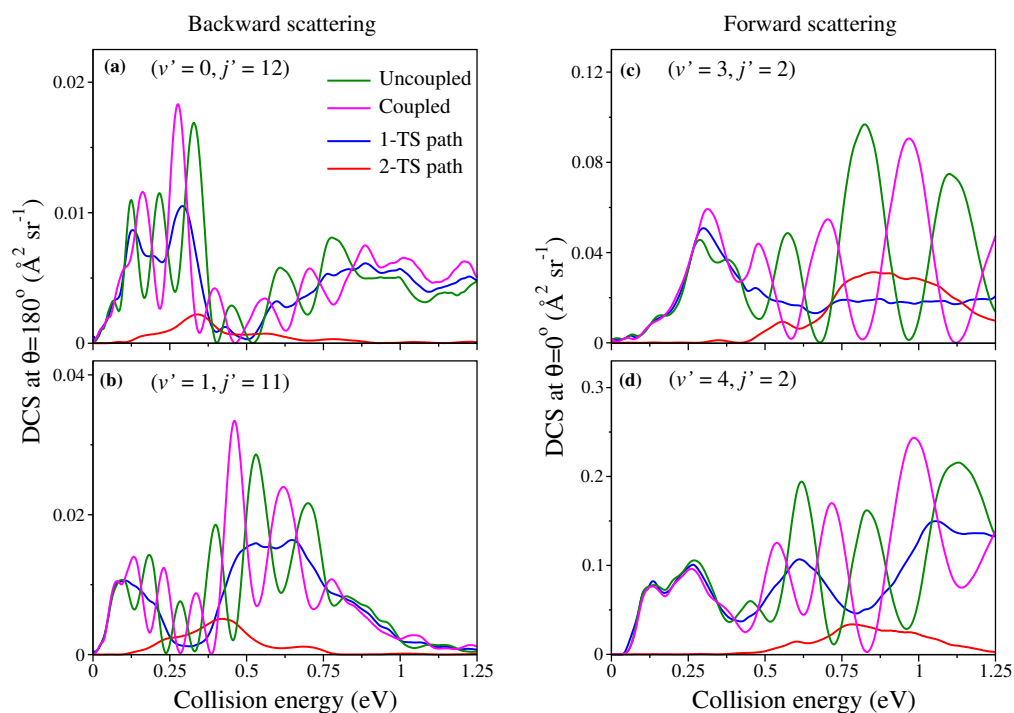 Backward scattering
Forward scattering
DCS at θ=180° (Å² sr⁻¹)
(a) (v’ = 0, j’ = 12)
Uncoupled
Coupled
1-TS path
2-TS path
0.02
0.01
0
(b) (v’ = 1, j’ = 11)
0.04
0.02
0
0 0.25 0.5 0.75 1 1.25
Collision energy (eV)
DCS at θ=0° (Å² sr⁻¹)
(c) (v’ = 3, j’ = 2)
0.12
0.08
0.04
0
(d) (v’ = 4, j’ = 2)
0.3
0.2
0.1
0
0 0.25 0.5 0.75 1 1.25
Collision energy (eV)